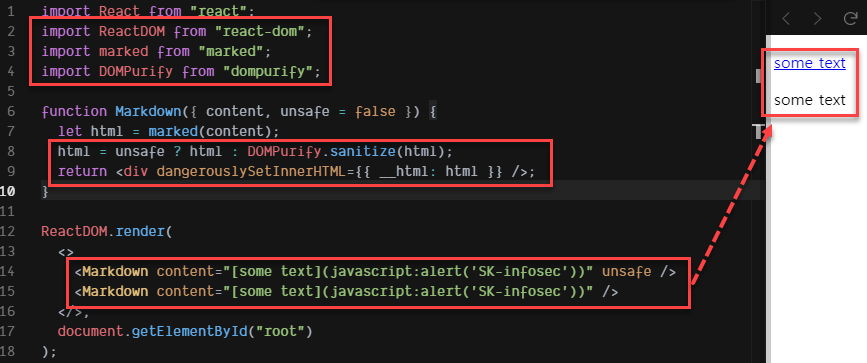 1 import React from "react";
2 import ReactDOM from "react-dom";
3 import marked from "marked";
4 import DOMPurify from "dompurify";
5
6 function Markdown({ content, unsafe = false }) {
7 let html = marked(content);
8 html = unsafe ? html : DOMPurify.sanitize(html);
9 return <div dangerouslySetInnerHTML={{ __html: html }} />;
10 }
11
12 ReactDOM.render(
13 <>
14 <Markdown content="[some text](javascript:alert('SK-infosec'))" unsafe />
15 <Markdown content="[some text](javascript:alert('SK-infosec'))" />
16 </>,
17 document.getElementById("root")
18 );
some text
some text